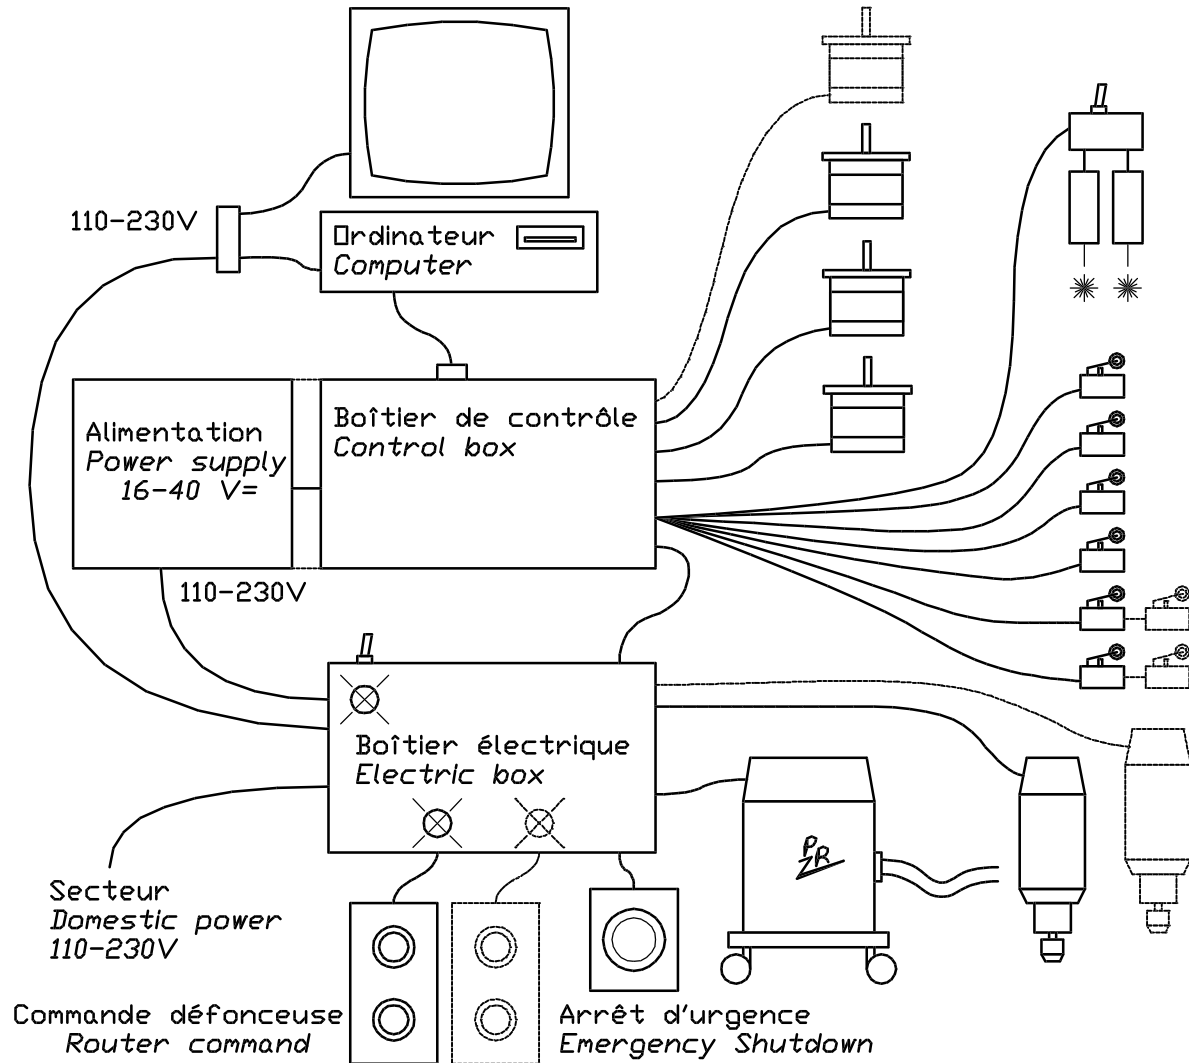 110-230V
Ordinateur
Computer
Alimentation
Power supply
16-40 V=
Boîtier de contrôle
Control box
110-230V
Boîtier électrique
Electric box
PZR
Secteur
Domestic power
110-230V
Commande défonceuse
Router command
Arrêt d'urgence
Emergency Shutdown